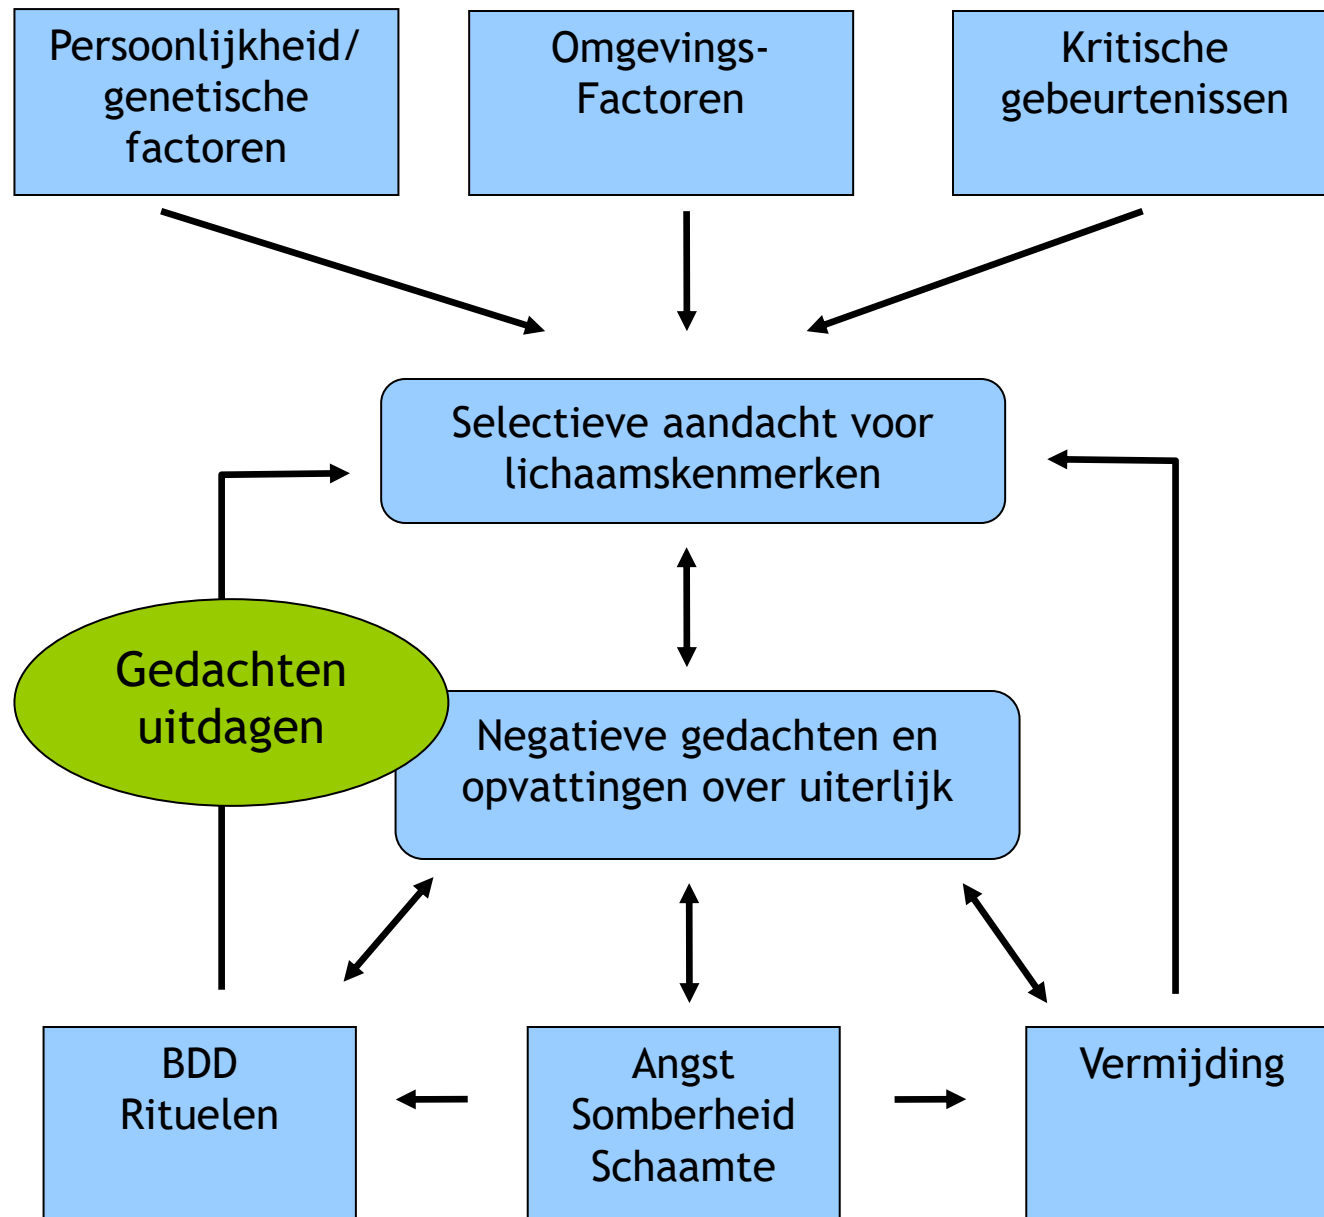 Persoonlijkheid/
genetische
factoren
Omgevings-
Factoren
Kritische
gebeurtenissen
Selectieve aandacht voor
lichaamskenmerken
Gedachten
uitdagen
Negatieve gedachten en
opvattingen over uiterlijk
BDD
Rituelen
Angst
Somberheid
Schaamte
Vermijding